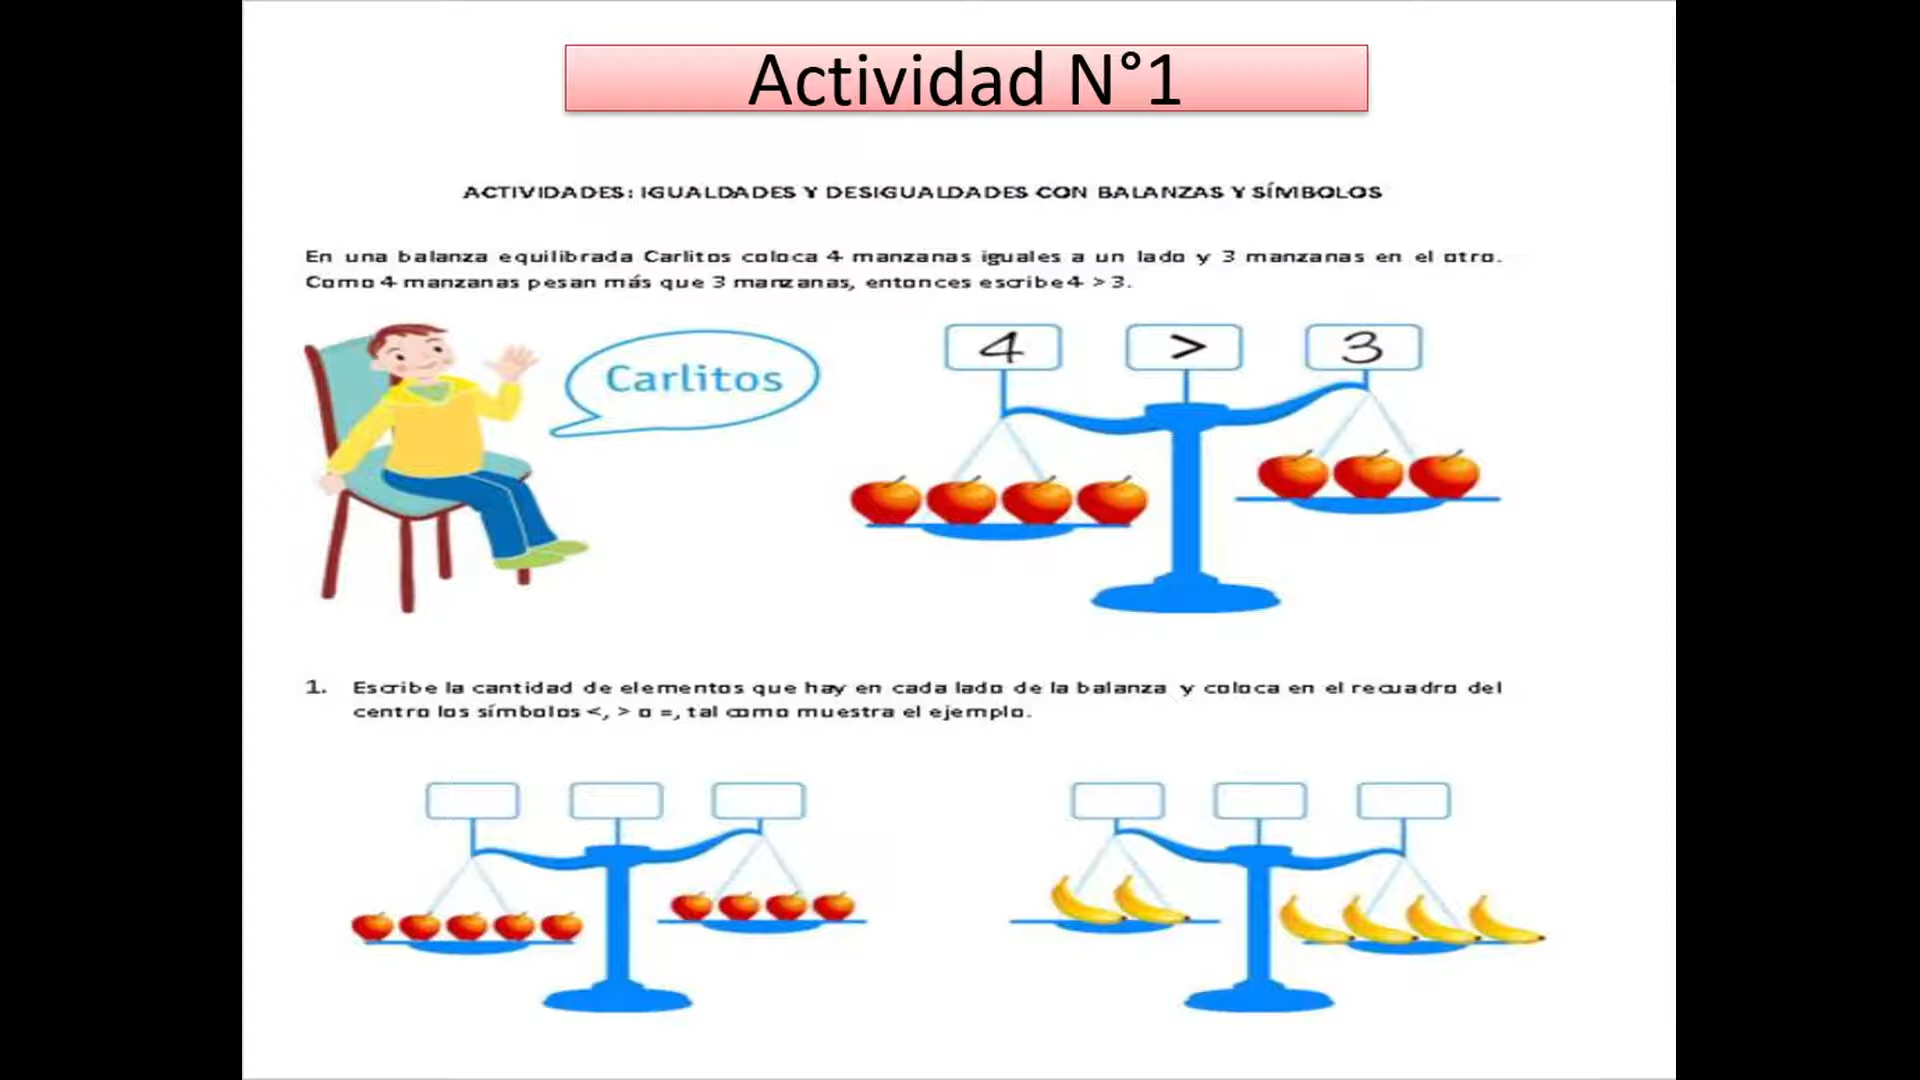 Actividad N°1
ACTIVIDADES: IGUALDADES Y DESIGUALDADES CON BALANZAS Y SÍMBOLOS
En una balanza equilibrada Carlitos coloca 4 manzanas iguales a un lado y 3 manzanas en el otro.
Como 4 manzanas pesan más que 3 manzanas, entonces escribe 4 > 3.
Carlitos
4 > 3
1. Escribe la cantidad de elementos que hay en cada lado de la balanza y coloca en el recuadro del
centro los símbolos <, > o =, tal como muestra el ejemplo.